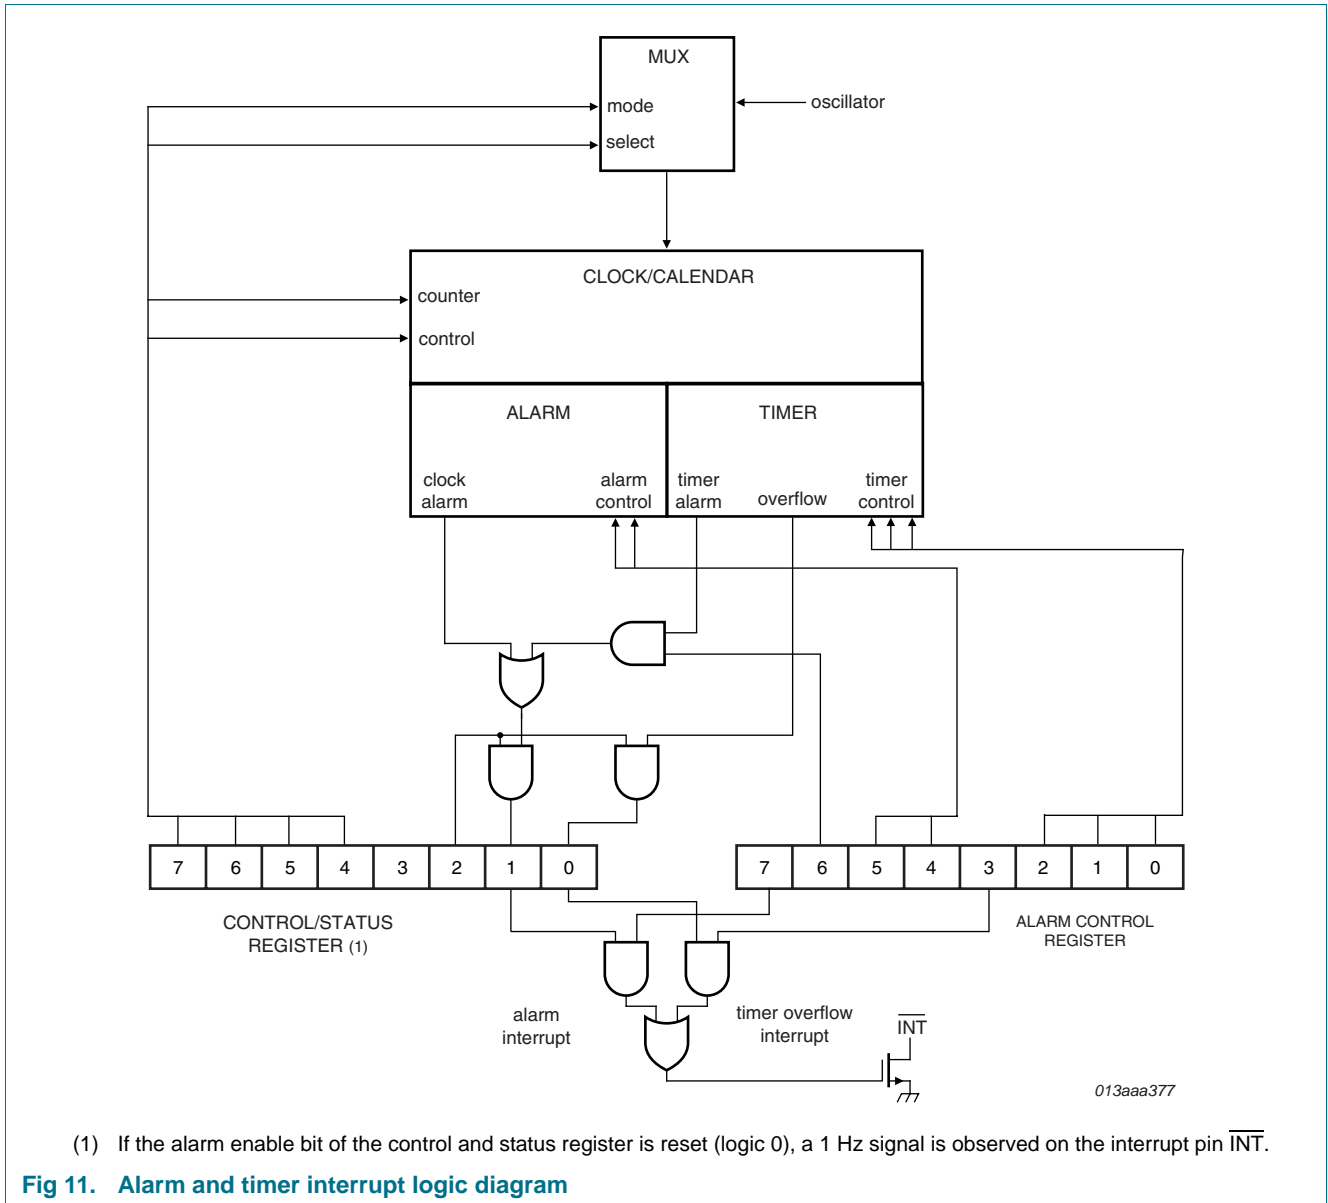 MUX
mode
oscillator
select
CLOCK/CALENDAR
counter
control
ALARM
TIMER
clock
alarm
alarm
control
timer
alarm
overflow
timer
control
7 6 5 4 3 2 1 0
7 6 5 4 3 2 1 0
CONTROL/STATUS
REGISTER (1)
ALARM CONTROL
REGISTER
alarm
interrupt
timer overflow
interrupt
INT
013aaa377
(1) If the alarm enable bit of the control and status register is reset (logic 0), a 1 Hz signal is observed on the interrupt pin INT.
Fig 11. Alarm and timer interrupt logic diagram